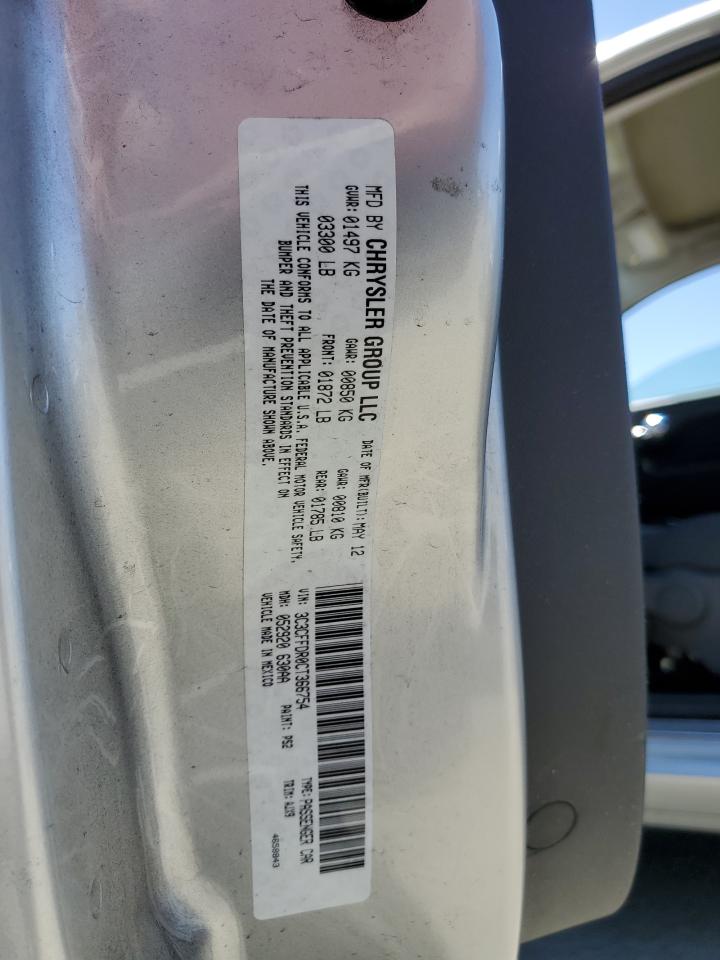 MFD BY CHRYSLER GROUP LLC DATE OF MFR(BUILT):MAY 12
GVWR: 01497 KG GAWR: 00850 KG GAWR: 00810 KG
03300 LB FRONT: 01872 LB REAR: 01785 LB
THIS VEHICLE CONFORMS TO ALL APPLICABLE U.S.A. FEDERAL MOTOR VEHICLE SAFETY,
BUMPER AND THEFT PREVENTION STANDARDS IN EFFECT ON
THE DATE OF MANUFACTURE SHOWN ABOVE.
VIN: 3C3CFFDR0CT366754 TYPE: PASSENGER CAR
MDH: 052920 630AA PAINT: PS2 TRIM: AJX9
VEHICLE MADE IN MEXICO 4658843